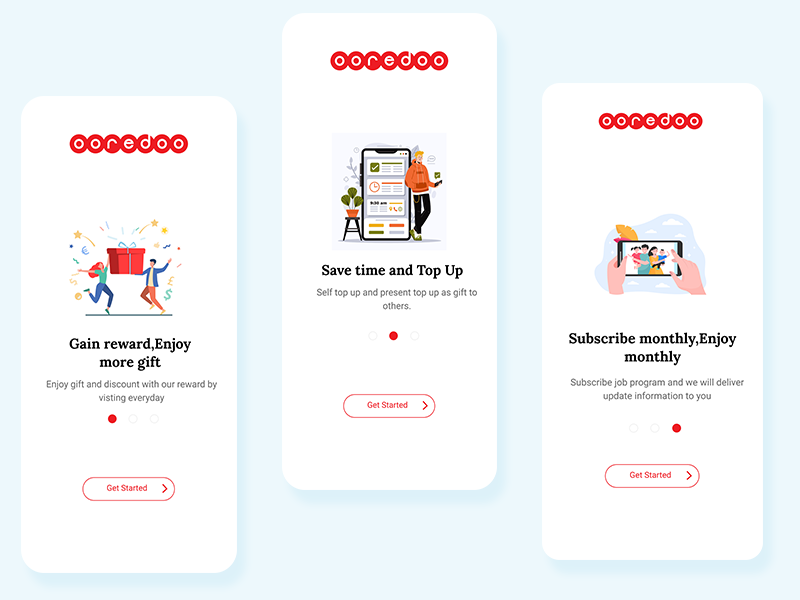 ooredoo
Gain reward,Enjoy
more gift
Enjoy gift and discount with our reward by
visting everyday
Get Started
ooredoo
9:30 am
Save time and Top Up
Self top up and present top up as gift to
others.
Get Started
ooredoo
Subscribe monthly,Enjoy
monthly
Subscribe job program and we will deliver
update information to you
Get Started